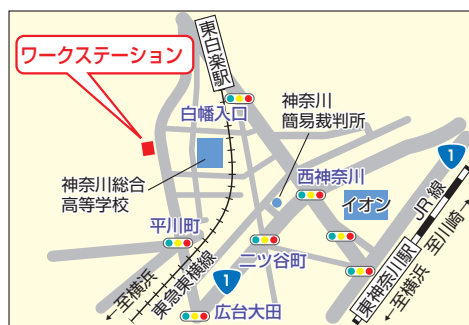 ワークステーション
東白楽駅
白幡入口
神奈川
簡易裁判所
1
西神奈川
神奈川総合
高等学校
イオン
JR線
至川崎
平川町
東神奈川駅
二ツ谷町
東急東横線
1
至横浜
至横浜
広台太田